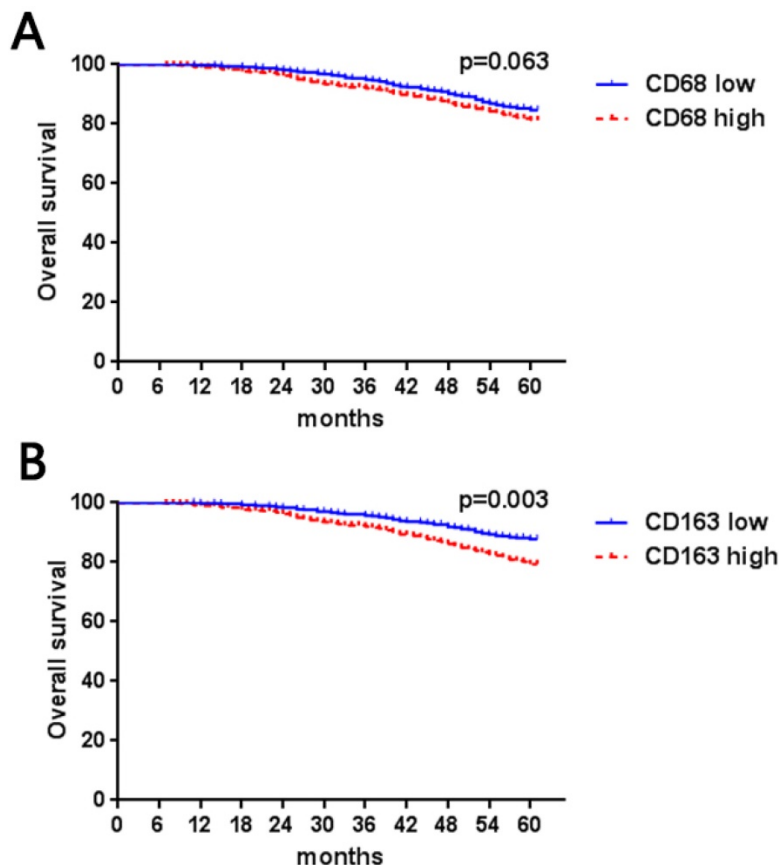 A
p=0.063
CD68 low
CD68 high
Overall survival
100
80
60
40
20
0
0 6 12 18 24 30 36 42 48 54 60
months
B
p=0.003
CD163 low
CD163 high
Overall survival
100
80
60
40
20
0
0 6 12 18 24 30 36 42 48 54 60
months